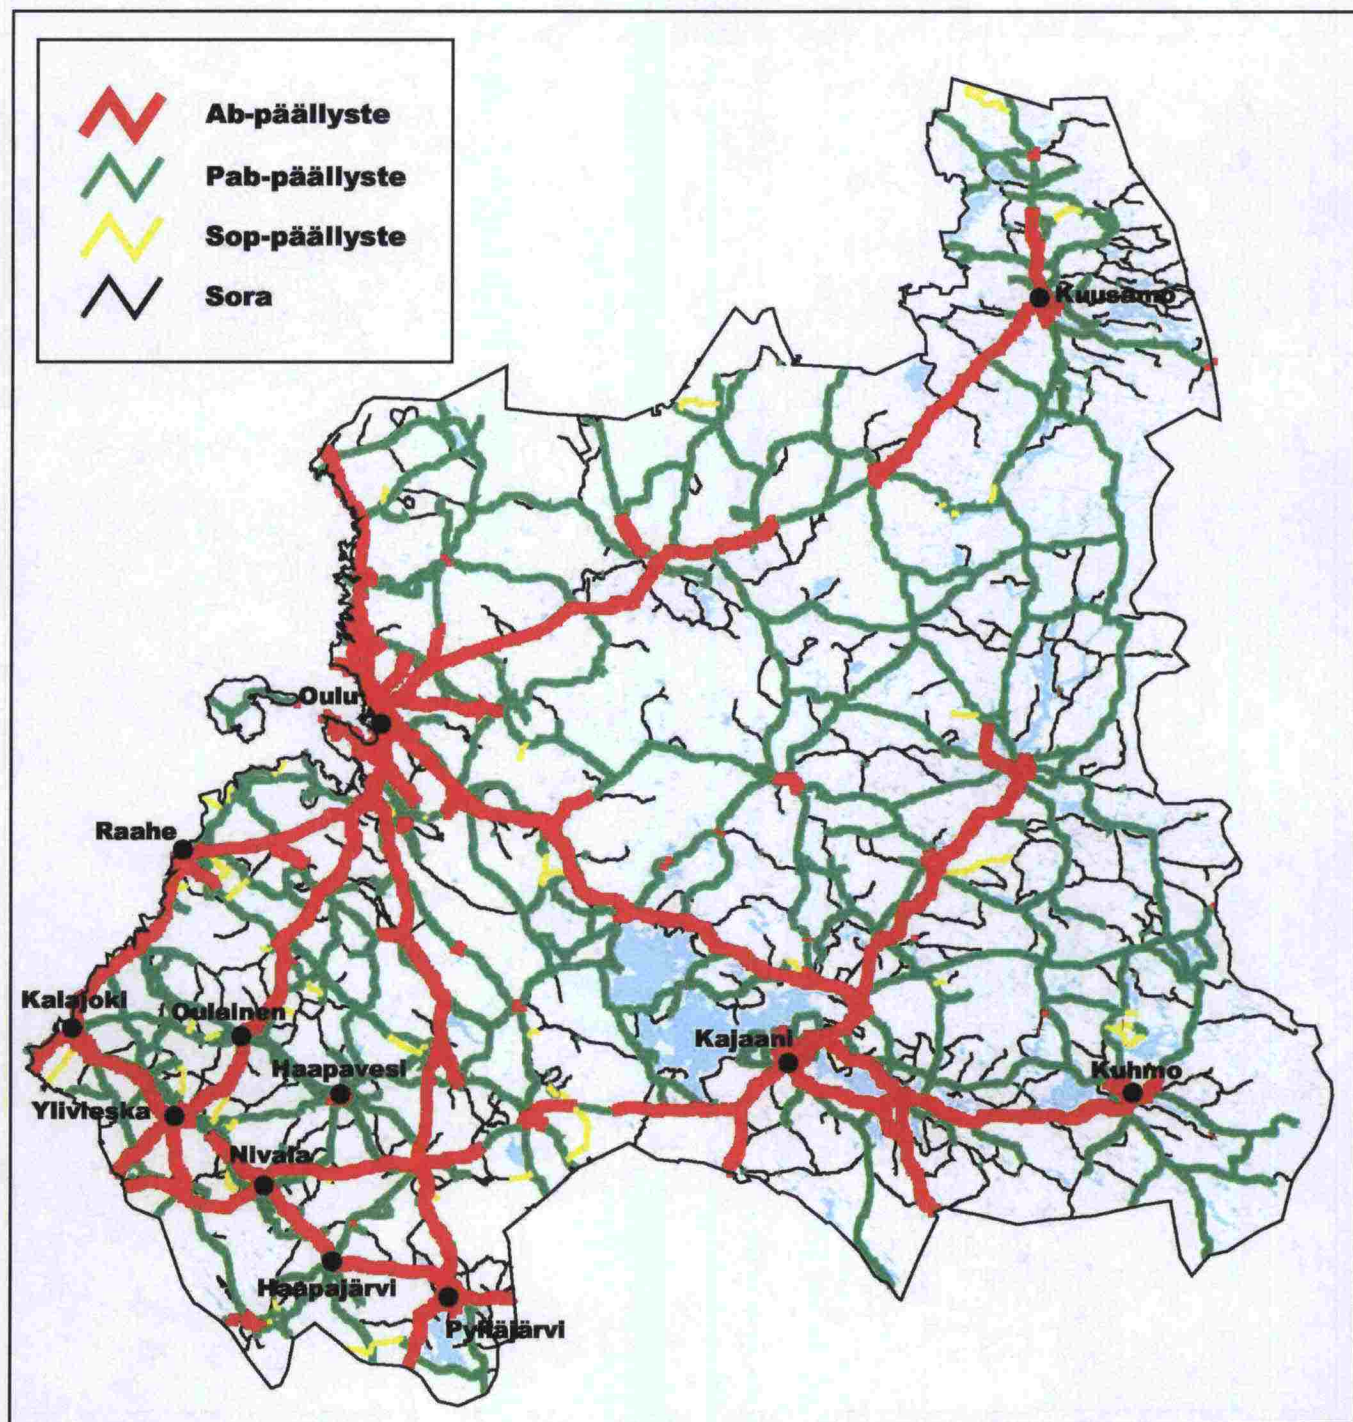 Ab-päällyste
Pab-päällyste
Sop-päällyste
Sora
Kuusamo
Oulu
Raahe
Kalajoki
Oulainen
Kajaani
Haapavesi
Kuhmo
Ylivieska
Nivala
Haapajärvi
Pyhäjärvi